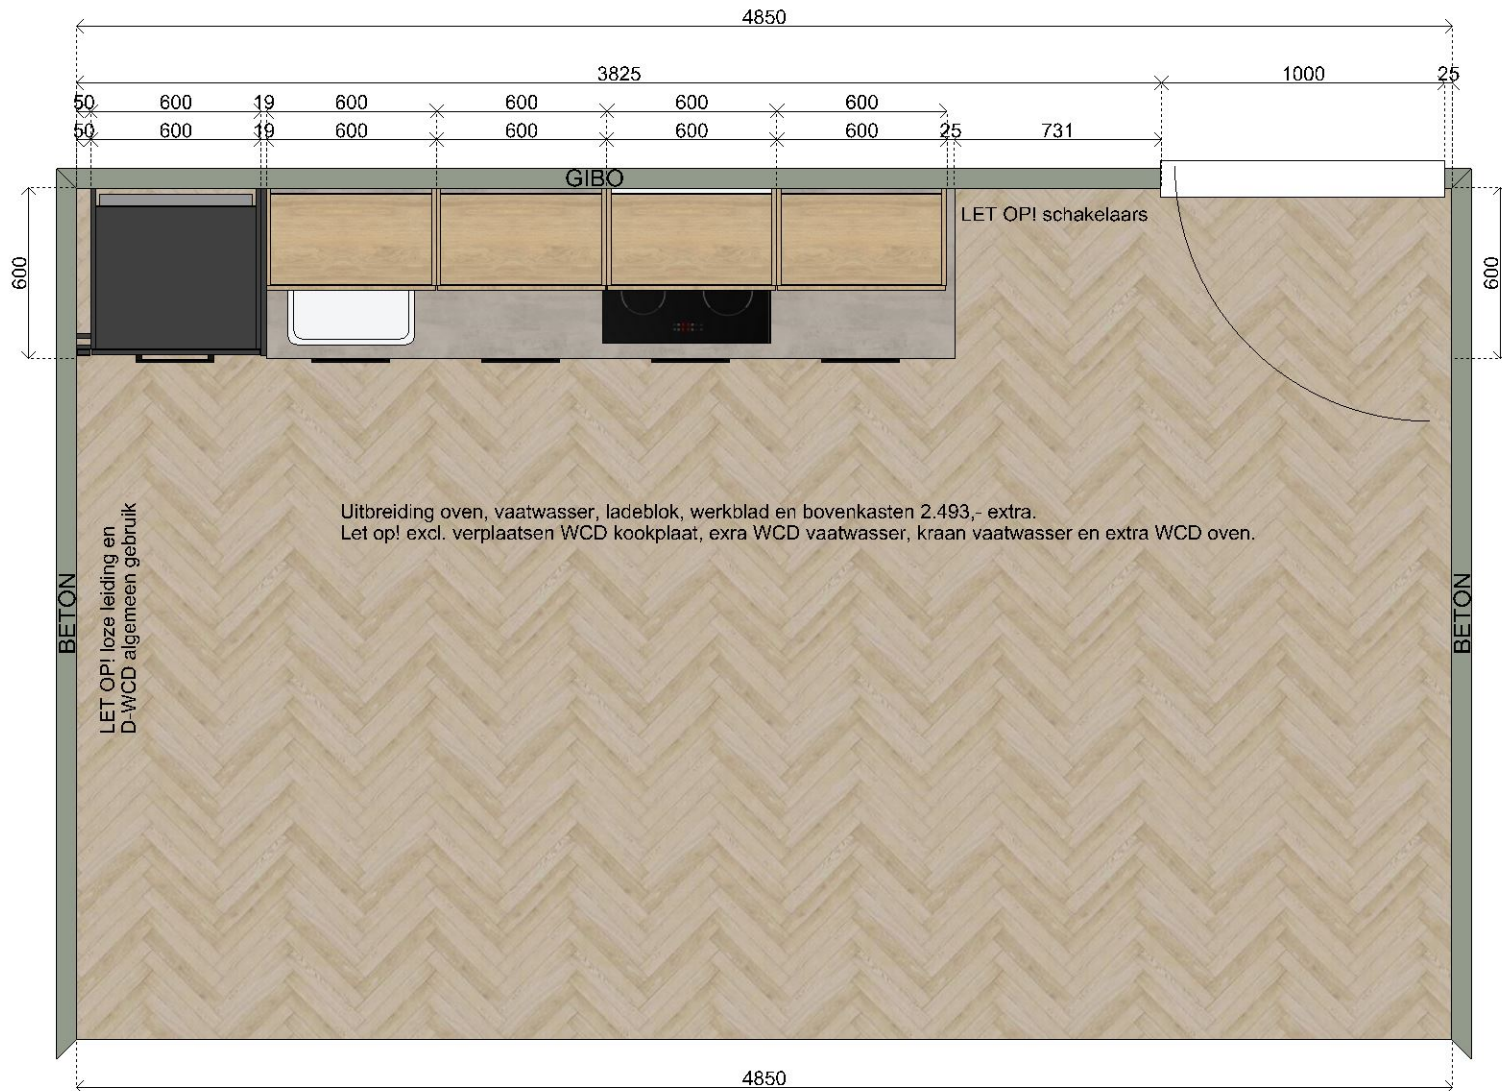 4850
3825 1000 25
50 600 19 600 600 600 600
50 600 19 600 600 600 600 25 731
GIBO
LET OP! schakelaars
600
600
Uitbreiding oven, vaatwasser, ladeblok, werkblad en bovenkasten 2.493,- extra.
Let op! excl. verplaatsen WCD kookplaat, exra WCD vaatwasser, kraan vaatwasser en extra WCD oven.
BETON
LET OP! loze leiding en
D-WCD algemeen gebruik
BETON
4850